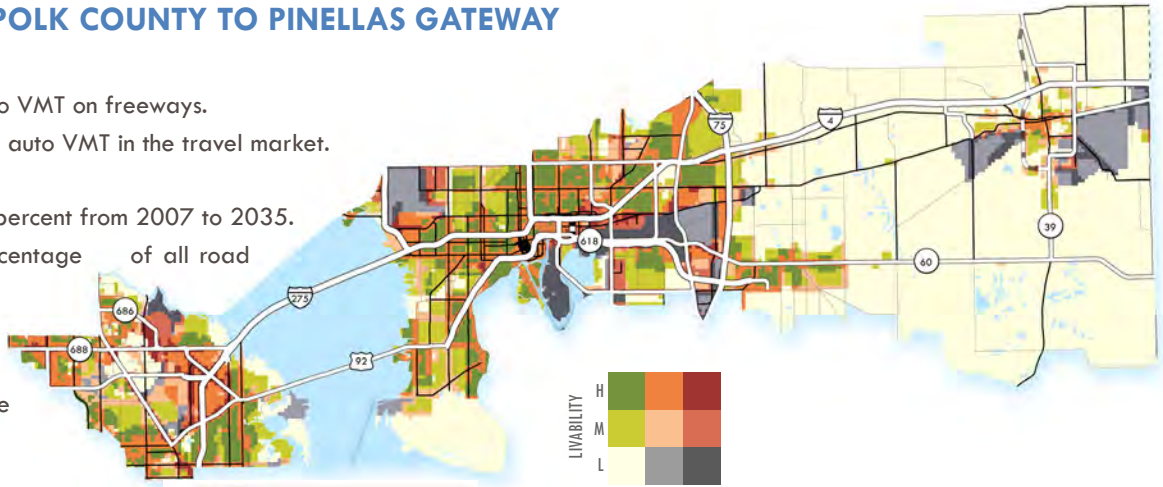 POLK COUNTY TO PINELLAS GATEWAY
o VMT on freeways.
auto VMT in the travel market.
percent from 2007 to 2035.
centage of all road
e
75
4
618
39
60
275
686
688
92
LIVABILITY
H
M
L